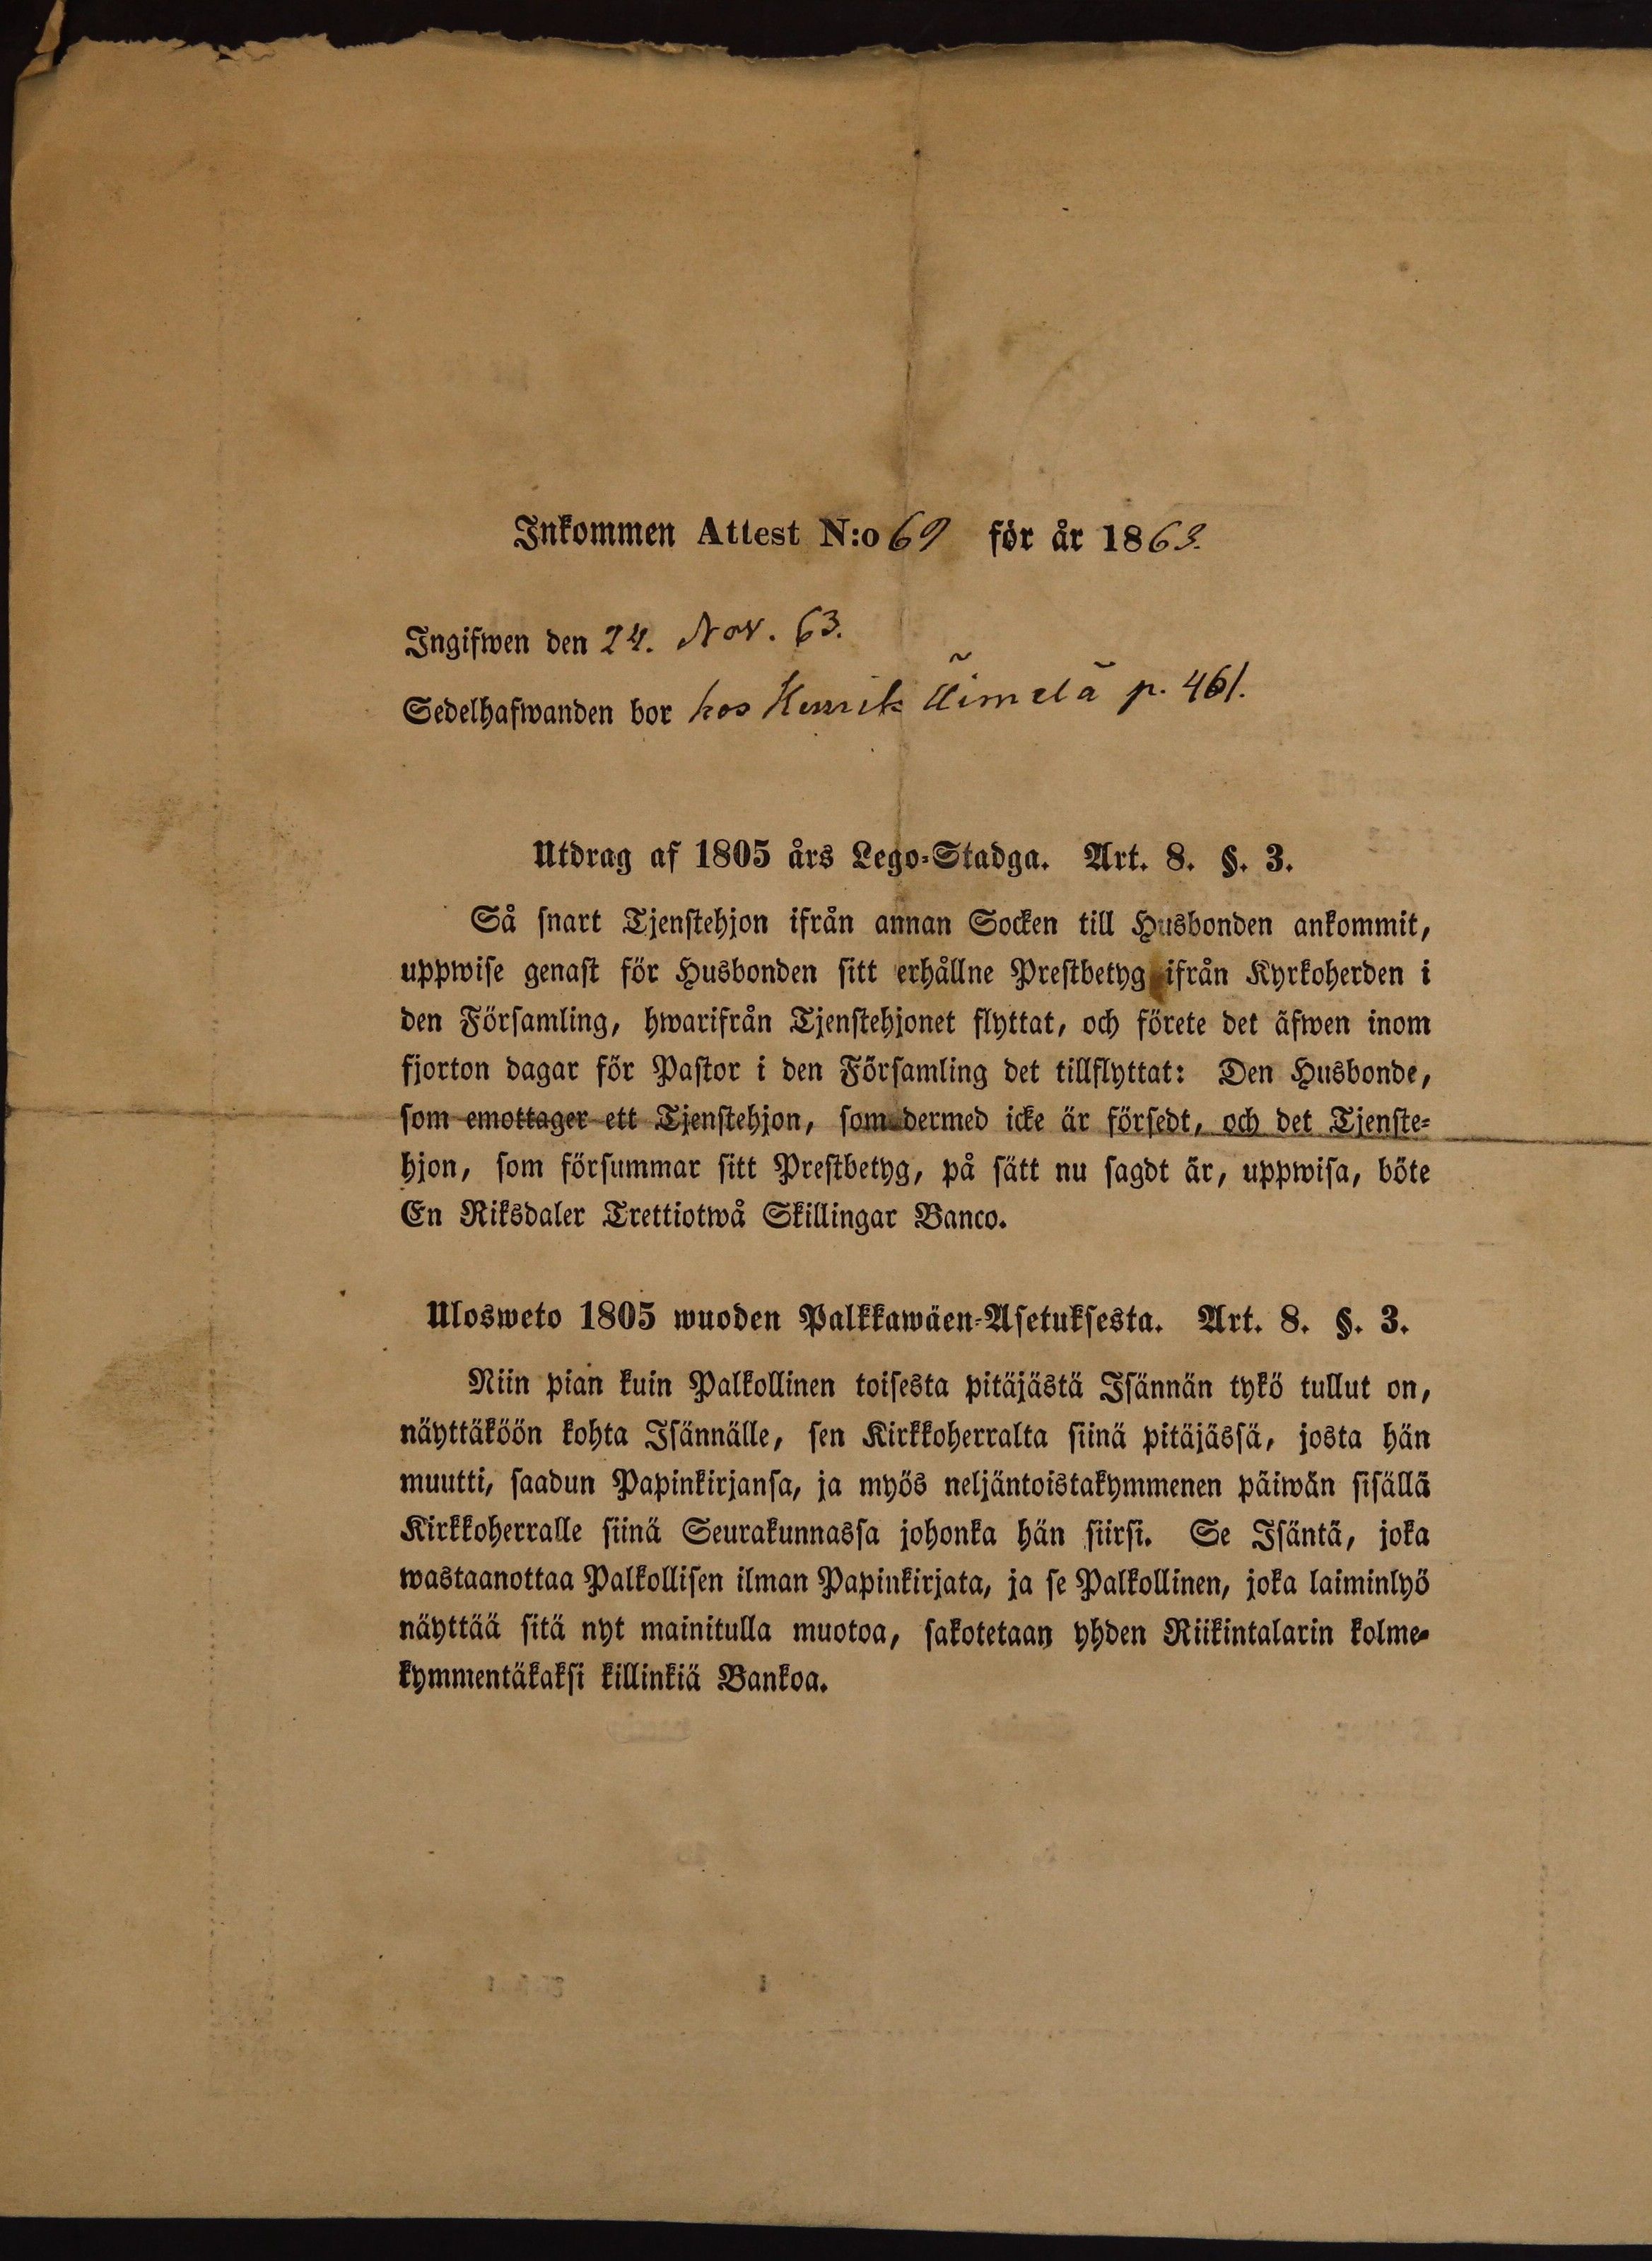 Inkommen Attest N:o 69 för år 1863.
Ingifwen den 24. Nov. 63.
Sedelhafwanden bor hos Henrik p. 461.
Utdrag af 1805 års Lego-Stadga. Art. 8. §. 3.
Så snart Tjenstehjon ifrån annan Socken till Husbonden ankommit,
uppwise genast för Husbonden sitt erhållne Prestbetyg ifrån Kyrkoherden i
den Församling, hwarifrån Tjenstehjonet flyttat, och förete det äfwen inom
fjorton dagar för Pastor i den Församling det tillflyttat: Den Husbonde,
som emottager ett Tjenstehjon, som dermed icke är försedt, och det Tjenste-
hjon, som försummar sitt Prestbetyg, på sätt nu sagdt är, uppwisa, böte
En Riksdaler Trettiotwå Skillingar Banco.
Ulosweto 1805 wuoden Palkkawäen-Asetuksesta. Art. 8. §. 3.
Niin pian kuin Palkollinen toisesta pitäjästä Isännän tykö tullut on,
näyttäköön kohta Isännälle, sen Kirkkoherralta siinä pitäjässä, josta hän
muutti, saadun Papinkirjansa, ja myös neljäntoistakymmenen päiwän sisällä
Kirkkoherralle siinä Seurakunnassa johonka hän siirsi. Se Isäntä, joka
wastaanottaa Palkollisen ilman Papinkirjata, ja se Palkollinen, joka laiminlyö
näyttää sitä nyt mainitulla muotoa, sakotetaan yhden Riikintalarin kolme-
kymmentäkaksi killinkiä Bankoa.